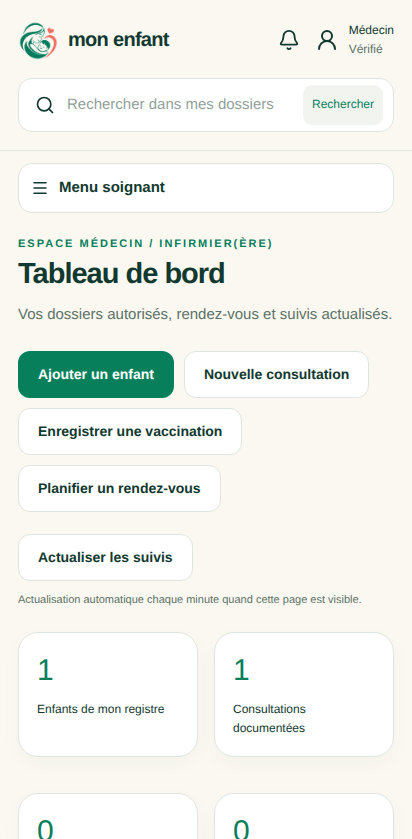 mon enfant
Médecin
Vérifié
Rechercher dans mes dossiers
Rechercher
Menu soignant
ESPACE MÉDECIN / INFIRMIER(ÈRE)
Tableau de bord
Vos dossiers autorisés, rendez-vous et suivis actualisés.
Ajouter un enfant
Nouvelle consultation
Enregistrer une vaccination
Planifier un rendez-vous
Actualiser les suivis
Actualisation automatique chaque minute quand cette page est visible.
1
Enfants de mon registre
1
Consultations
documentées
0
0